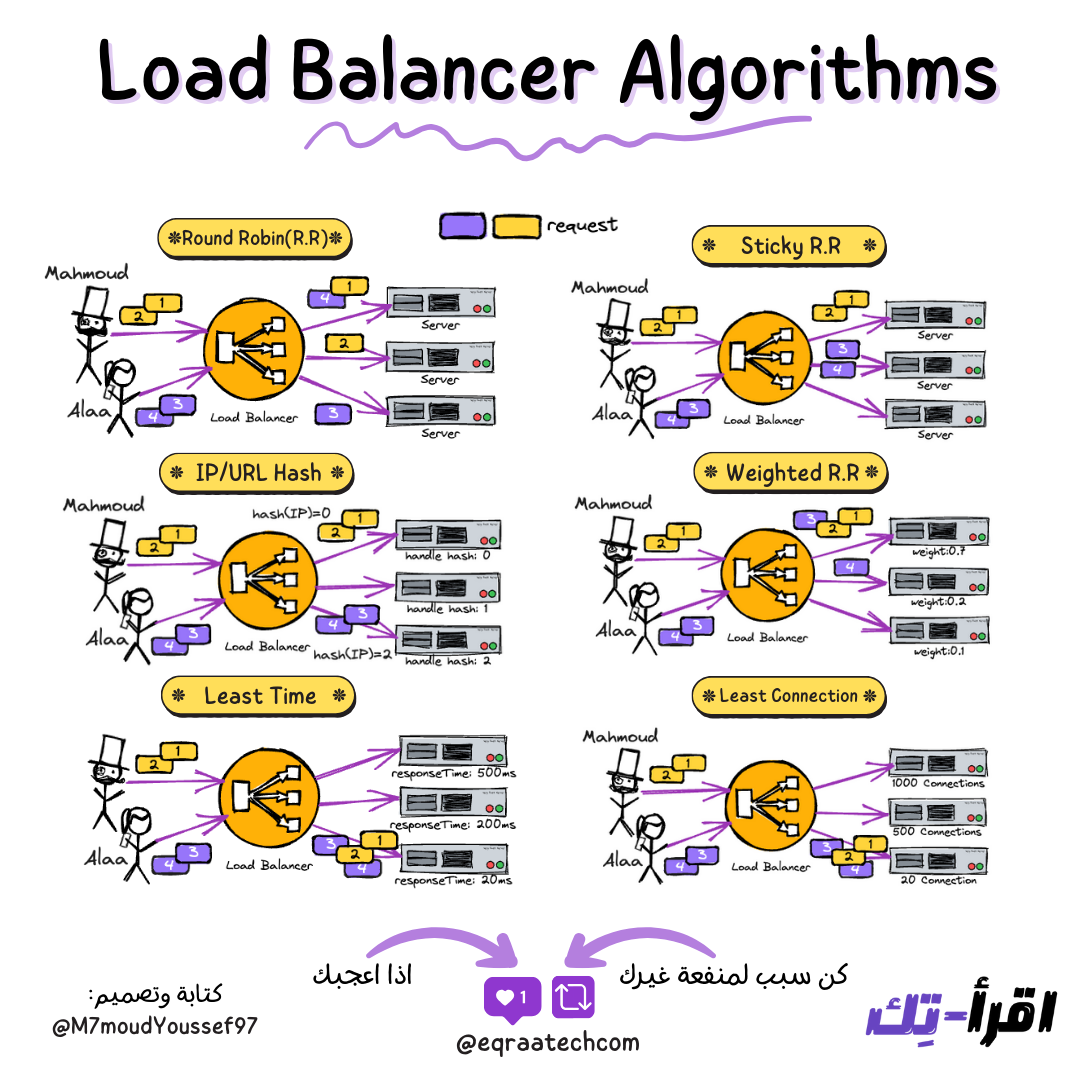 Load Balancer Algorithms
request
*Round Robin(R.R)*
Mahmoud
1
2
Alaa
3
4
Load Balancer
1
4
2
3
Server
Server
Server
* Sticky R.R *
Mahmoud
1
2
Alaa
3
4
Load Balancer
1
2
3
4
Server
Server
Server
* IP/URL Hash *
Mahmoud
1
2
Alaa
3
4
Load Balancer
hash(IP)=0
1
2
3
4
hash(IP)=2
handle hash: 0
handle hash: 1
handle hash: 2
* Weighted R.R *
Mahmoud
1
2
Alaa
3
4
Load Balancer
3
1
2
4
weight:0.7
weight:0.2
weight:0.1
* Least Time *
1
2
Alaa
3
4
Load Balancer
3
1
2
4
responseTime: 500ms
responseTime: 200ms
responseTime: 20ms
* Least Connection *
Mahmoud
1
2
Alaa
3
4
Load Balancer
3
1
2
4
1000 Connections
500 Connections
20 Connection
كن سبب لمنفعة غيرك
اذا اعجبك
1
@eqraatechcom
كتابة وتصميم:
@M7moudYoussef97
اقرأ-تِك